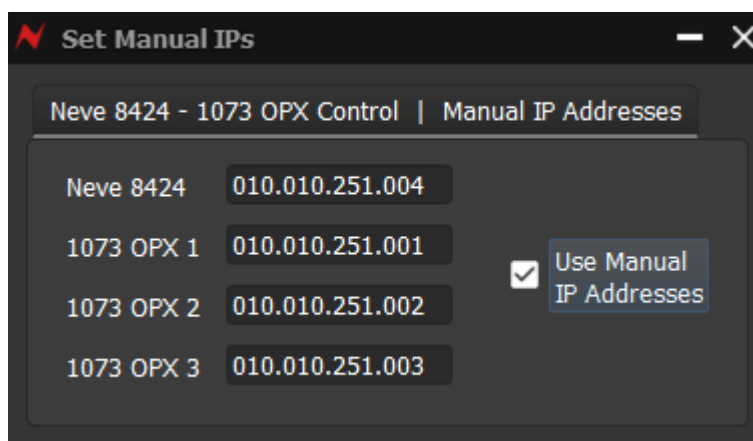 Set Manual IPs
Neve 8424 - 1073 OPX Control | Manual IP Addresses
Neve 8424 010.010.251.004
1073 OPX 1 010.010.251.001
1073 OPX 2 010.010.251.002
1073 OPX 3 010.010.251.003
Use Manual
IP Addresses